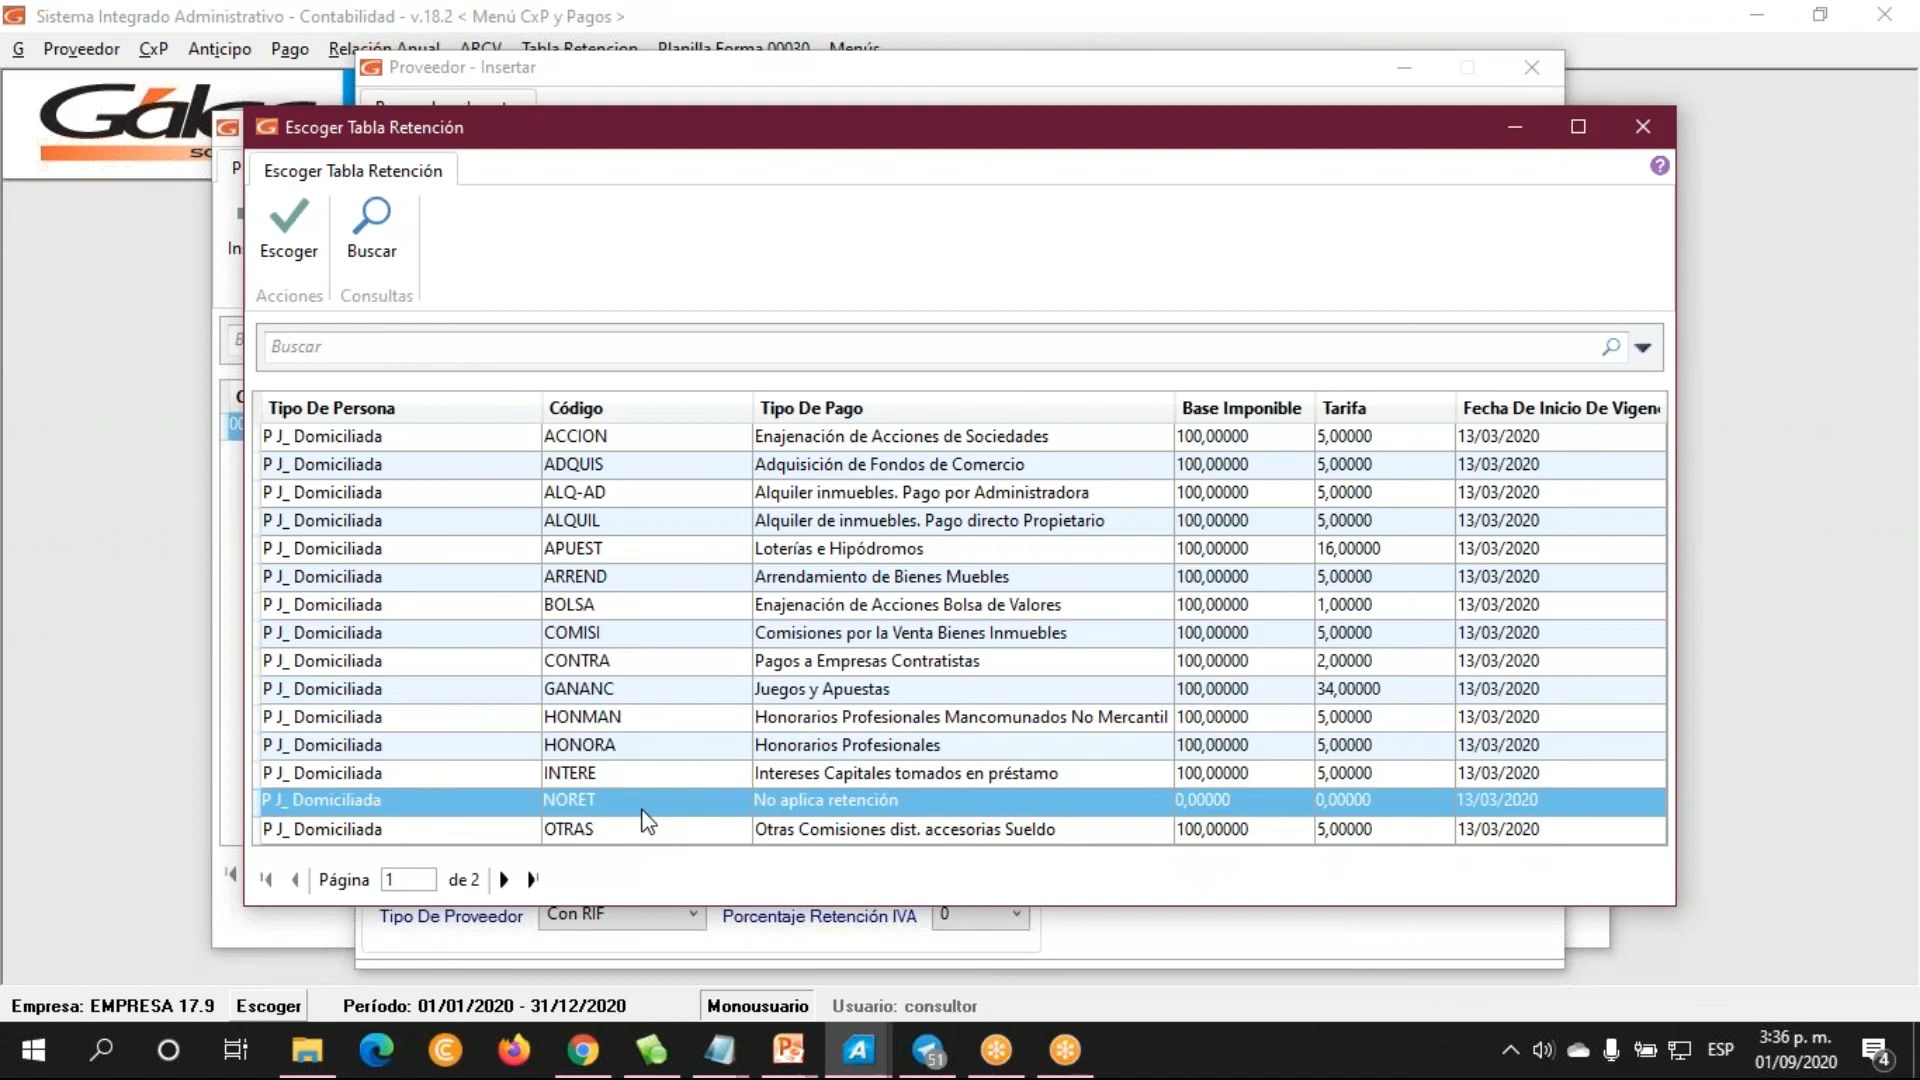 Sistema Integrado Administrativo - Contabilidad - v.18.2 < Menú CxP y Pagos >
G Proveedor CxP Anticipo Pago Relación Anual ARCV Tabla Retencion Planilla Forma 00030 Menús
Proveedor - Insertar
Escoger Tabla Retención
Escoger Tabla Retención
Escoger Buscar
Acciones Consultas
Buscar
Tipo De Persona Código Tipo De Pago Base Imponible Tarifa Fecha De Inicio De Vigen
P J_ Domiciliada ACCION Enajenación de Acciones de Sociedades 100,00000 5,00000 13/03/2020
P J_ Domiciliada ADQUIS Adquisición de Fondos de Comercio 100,00000 5,00000 13/03/2020
P J_ Domiciliada ALQ-AD Alquiler inmuebles. Pago por Administradora 100,00000 5,00000 13/03/2020
P J_ Domiciliada ALQUIL Alquiler de inmuebles. Pago directo Propietario 100,00000 5,00000 13/03/2020
P J_ Domiciliada APUEST Loterías e Hipódromos 100,00000 16,00000 13/03/2020
P J_ Domiciliada ARREND Arrendamiento de Bienes Muebles 100,00000 5,00000 13/03/2020
P J_ Domiciliada BOLSA Enajenación de Acciones Bolsa de Valores 100,00000 1,00000 13/03/2020
P J_ Domiciliada COMISI Comisiones por la Venta Bienes Inmuebles 100,00000 5,00000 13/03/2020
P J_ Domiciliada CONTRA Pagos a Empresas Contratistas 100,00000 2,00000 13/03/2020
P J_ Domiciliada GANANC Juegos y Apuestas 100,00000 34,00000 13/03/2020
P J_ Domiciliada HONMAN Honorarios Profesionales Mancomunados No Mercantil 100,00000 5,00000 13/03/2020
P J_ Domiciliada HONORA Honorarios Profesionales 100,00000 5,00000 13/03/2020
P J_ Domiciliada INTERE Intereses Capitales tomados en préstamo 100,00000 5,00000 13/03/2020
P J_ Domiciliada NORET No aplica retención 0,00000 0,00000 13/03/2020
P J_ Domiciliada OTRAS Otras Comisiones dist. accesorias Sueldo 100,00000 5,00000 13/03/2020
Página 1 de 2
Tipo De Proveedor Con RIF Porcentaje Retención IVA 0
Empresa: EMPRESA 17.9 Escoger Período: 01/01/2020 - 31/12/2020 Monousuario Usuario: consultor
51 ESP 3:36 p. m. 4
01/09/2020